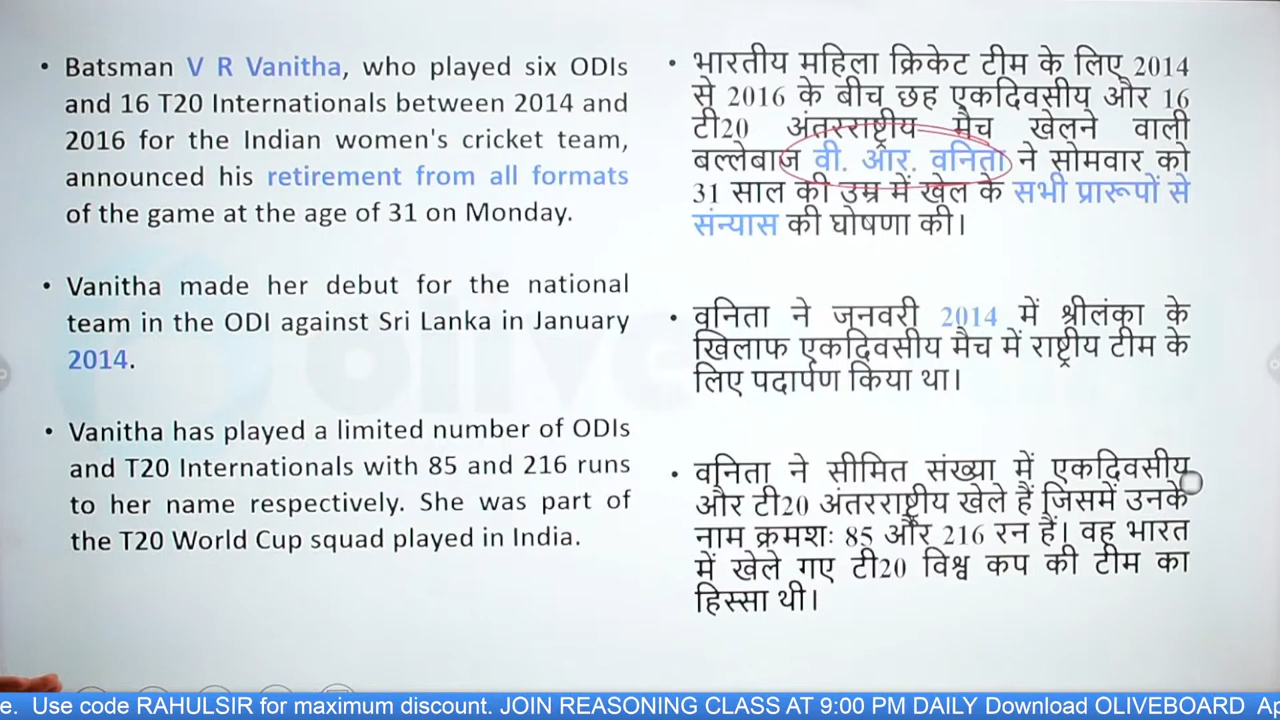 • Batsman V R Vanitha, who played six ODIs
and 16 T20 Internationals between 2014 and
2016 for the Indian women's cricket team,
announced his retirement from all formats
of the game at the age of 31 on Monday.
• Vanitha made her debut for the national
team in the ODI against Sri Lanka in January
2014.
• Vanitha has played a limited number of ODIs
and T20 Internationals with 85 and 216 runs
to her name respectively. She was part of
the T20 World Cup squad played in India.
• भारतीय महिला क्रिकेट टीम के लिए 2014
से 2016 के बीच छह एकदिवसीय और 16
टी20 अंतरराष्ट्रीय मैच खेलने वाली
बल्लेबाज वी. आर. वनिता ने सोमवार को
31 साल की उम्र में खेल के सभी प्रारूपों से
संन्यास की घोषणा की।
• वनिता ने जनवरी 2014 में श्रीलंका के
खिलाफ एकदिवसीय मैच में राष्ट्रीय टीम के
लिए पदार्पण किया था।
• वनिता ने सीमित संख्या में एकदिवसीय
और टी20 अंतरराष्ट्रीय खेले हैं जिसमें उनके
नाम क्रमशः 85 और 216 रन हैं। वह भारत
में खेले गए टी20 विश्व कप की टीम का
हिस्सा थी।
e. Use code RAHULSIR for maximum discount. JOIN REASONING CLASS AT 9:00 PM DAILY Download OLIVEBOARD Ap